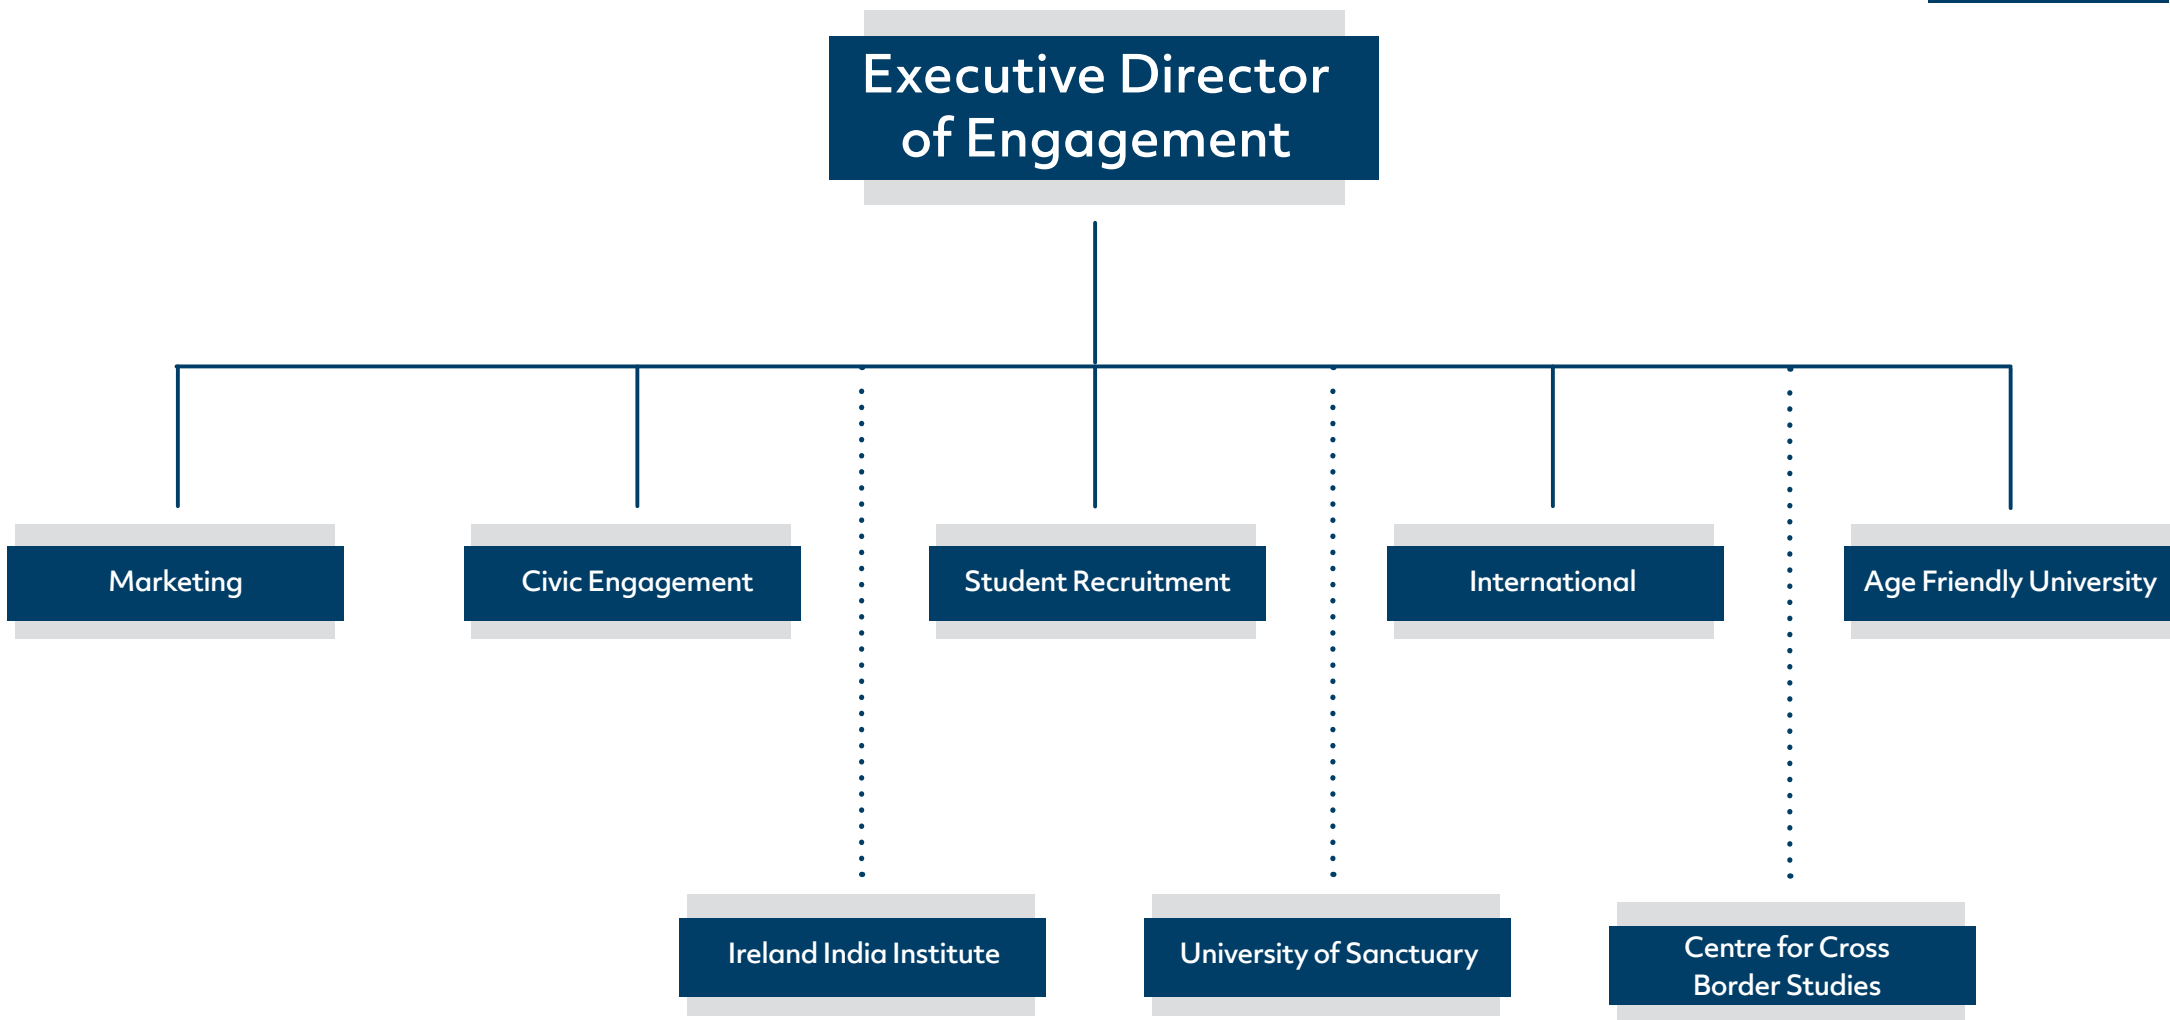 Executive Director
of Engagement
Marketing
Civic Engagement
Student Recruitment
International
Age Friendly University
Ireland India Institute
University of Sanctuary
Centre for Cross
Border Studies